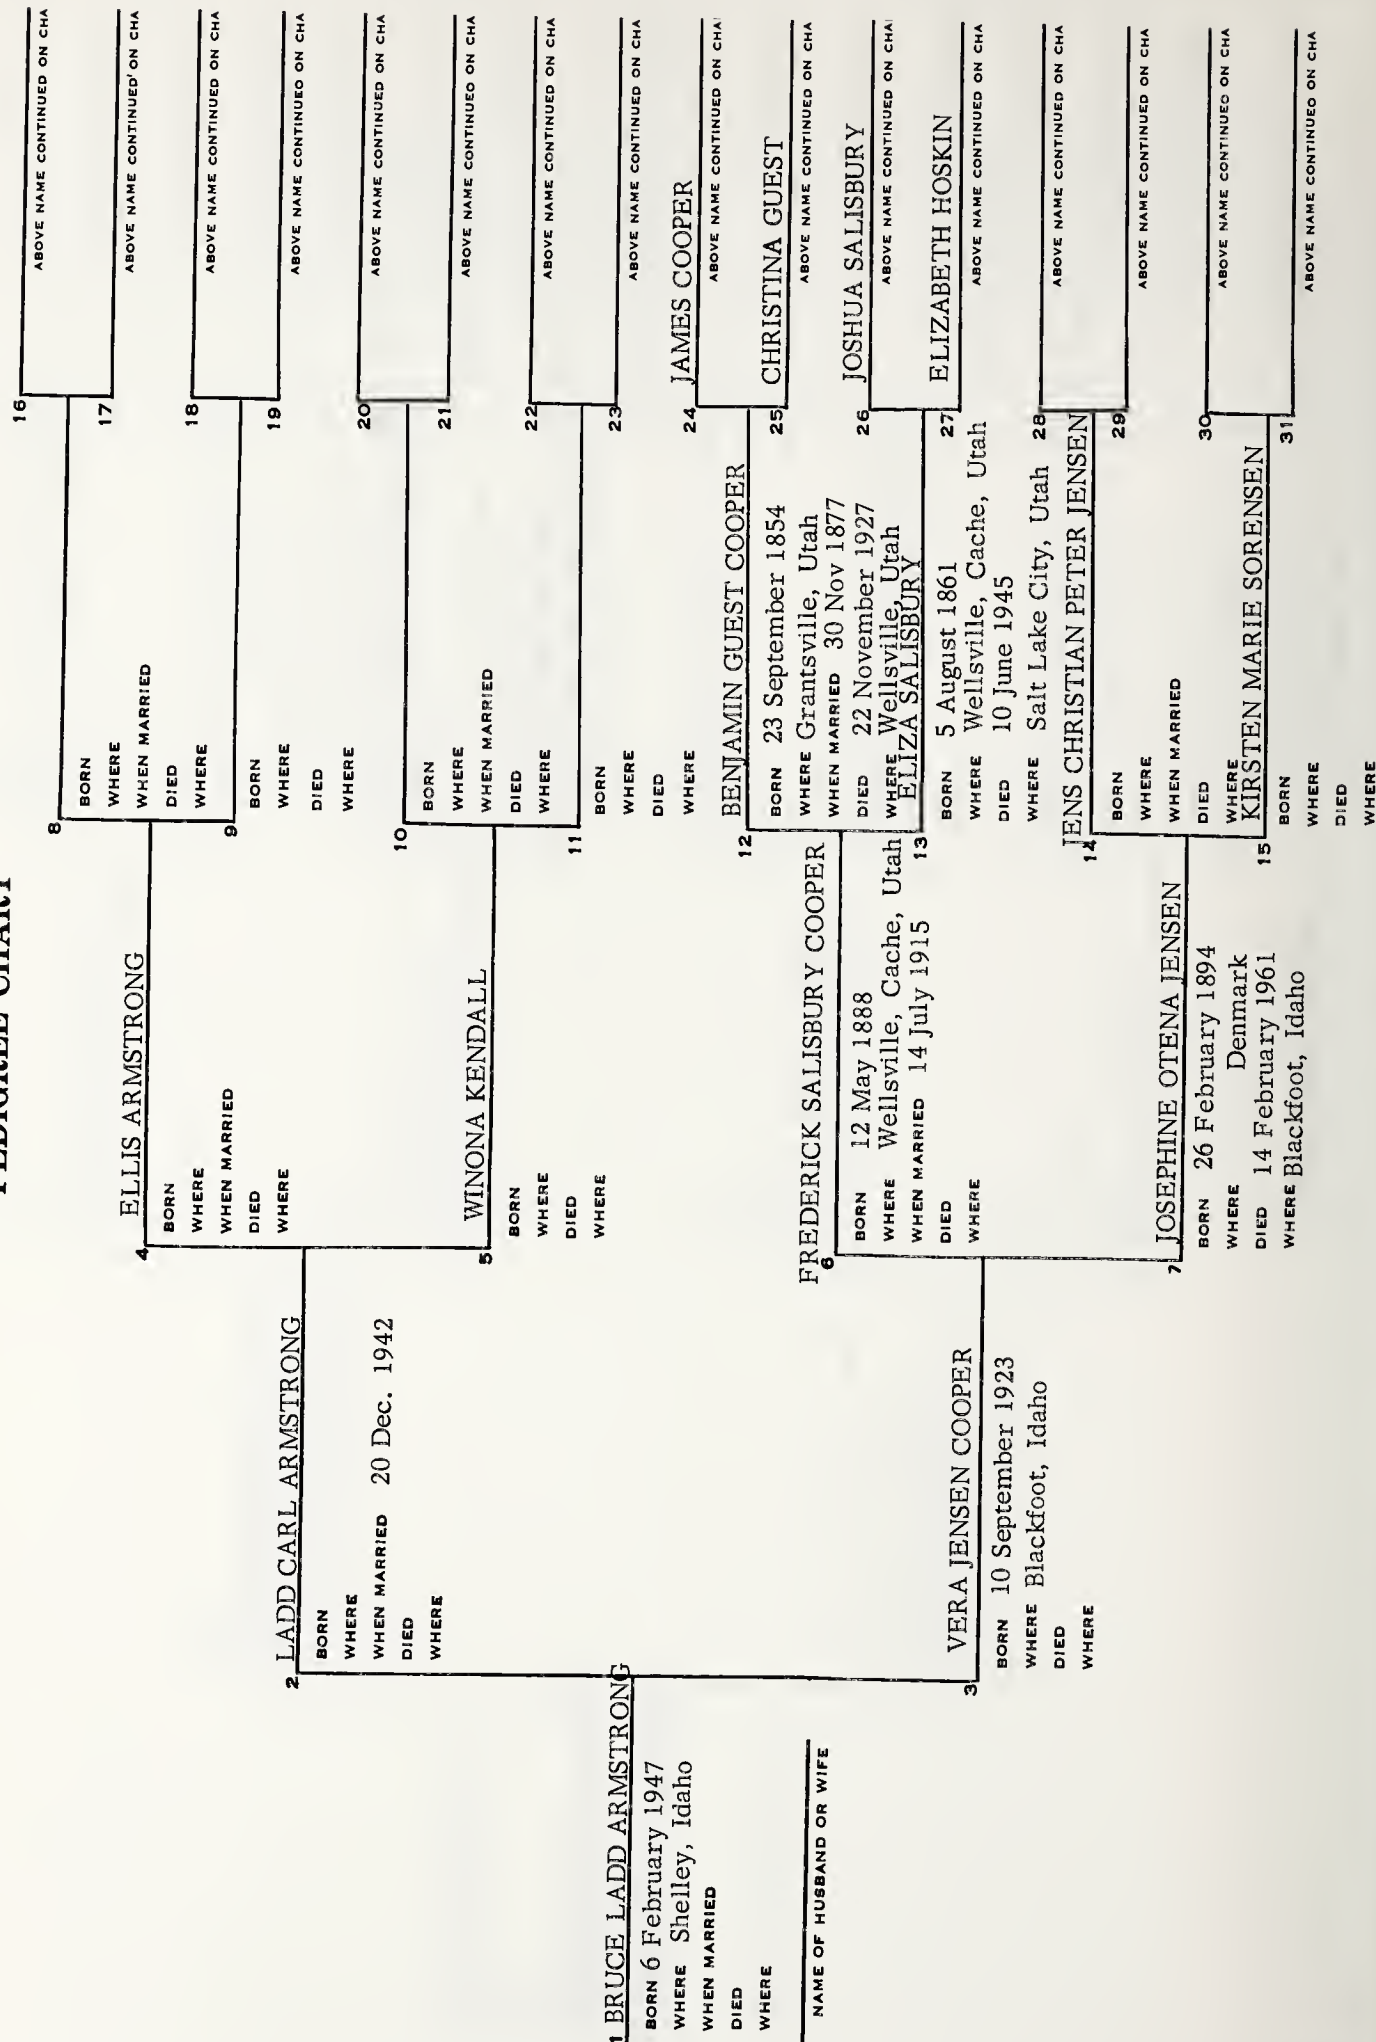 PEDIGREE CHART
1 BRUCE LADD ARMSTRONG
BORN 6 February 1947
WHERE Shelley, Idaho
WHEN MARRIED
DIED
WHERE
NAME OF HUSBAND OR WIFE
2 LADD CARL ARMSTRONG
BORN
WHERE
WHEN MARRIED 20 Dec. 1942
DIED
WHERE
3 VERA JENSEN COOPER
BORN 10 September 1923
WHERE Blackfoot, Idaho
DIED
WHERE
4 ELLIS ARMSTRONG
BORN
WHERE
WHEN MARRIED
DIED
WHERE
5 WINONA KENDALL
BORN
WHERE
DIED
WHERE
6 FREDERICK SALISBURY COOPER
BORN 12 May 1888
WHERE Wellsville, Cache, Utah
WHEN MARRIED 14 July 1915
DIED
WHERE
7 JOSEPHINE OTENA JENSEN
BORN 26 February 1894
WHERE Denmark
DIED 14 February 1961
WHERE Blackfoot, Idaho
8
BORN
WHERE
WHEN MARRIED
DIED
WHERE
9
BORN
WHERE
DIED
WHERE
10
BORN
WHERE
WHEN MARRIED
DIED
WHERE
11
BORN
WHERE
DIED
WHERE
12 BENJAMIN GUEST COOPER
BORN 23 September 1854
WHERE Grantsville, Utah
WHEN MARRIED 30 Nov 1877
DIED 22 November 1927
WHERE Wellsville, Utah
13 ELIZA SALISBURY
BORN 5 August 1861
WHERE Wellsville, Cache, Utah
DIED 10 June 1945
WHERE Salt Lake City, Utah
14 JENS CHRISTIAN PETER JENSEN
BORN
WHERE
WHEN MARRIED
DIED
WHERE
15 KIRSTEN MARIE SORENSEN
BORN
WHERE
DIED
WHERE
16
ABOVE NAME CONTINUED ON CHA
17
ABOVE NAME CONTINUED ON CHA
18
ABOVE NAME CONTINUED ON CHA
19
ABOVE NAME CONTINUED ON CHA
20
ABOVE NAME CONTINUED ON CHA
21
ABOVE NAME CONTINUED ON CHA
22
ABOVE NAME CONTINUED ON CHA
23
ABOVE NAME CONTINUED ON CHA
24 JAMES COOPER
ABOVE NAME CONTINUED ON CHA
25 CHRISTINA GUEST
ABOVE NAME CONTINUED ON CHA
26 JOSHUA SALISBURY
ABOVE NAME CONTINUED ON CHA
27 ELIZABETH HOSKIN
ABOVE NAME CONTINUED ON CHA
28
ABOVE NAME CONTINUED ON CHA
29
ABOVE NAME CONTINUED ON CHA
30
ABOVE NAME CONTINUED ON CHA
31
ABOVE NAME CONTINUED ON CHA